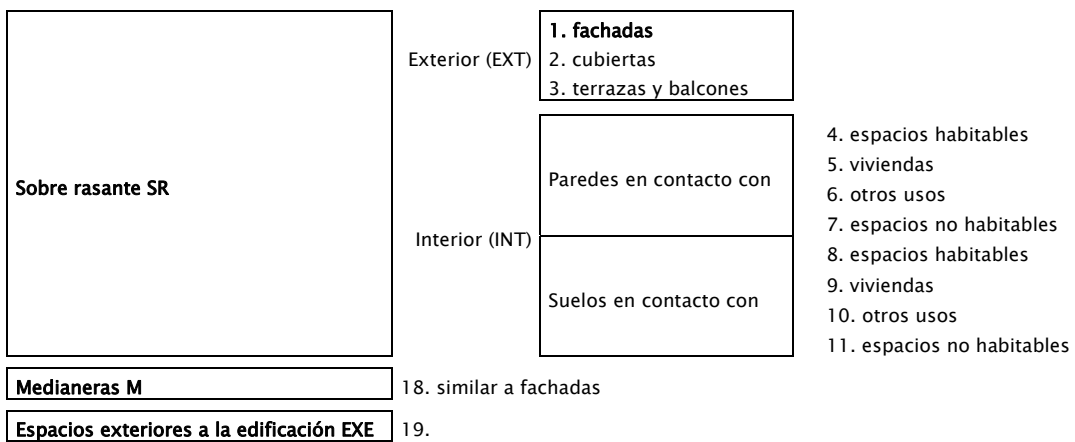 Sobre rasante SR
Exterior (EXT)
1. fachadas
2. cubiertas
3. terrazas y balcones
Interior (INT)
Paredes en contacto con
4. espacios habitables
5. viviendas
6. otros usos
7. espacios no habitables
Suelos en contacto con
8. espacios habitables
9. viviendas
10. otros usos
11. espacios no habitables
Medianeras M
18. similar a fachadas
Espacios exteriores a la edificación EXE
19.